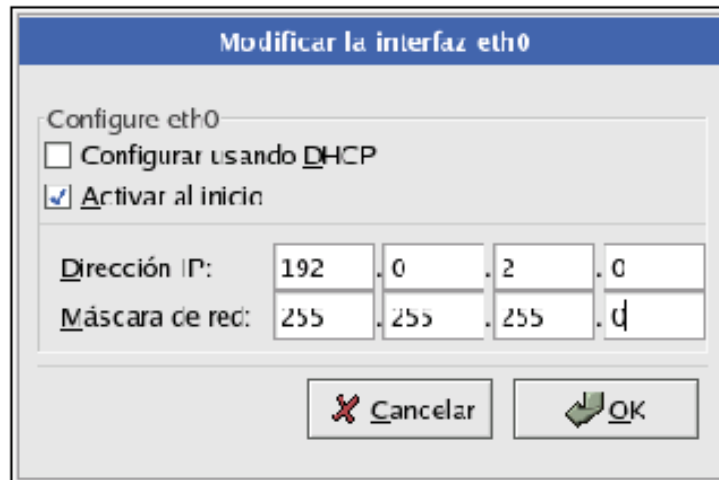 Modificar la interfaz eth0
Configure eth0
Configurar usando DHCP
Activar al inicio
Dirección IP: 192 . 0 . 2 . 0
Máscara de red: 255 . 255 . 255 . 0
Cancelar OK